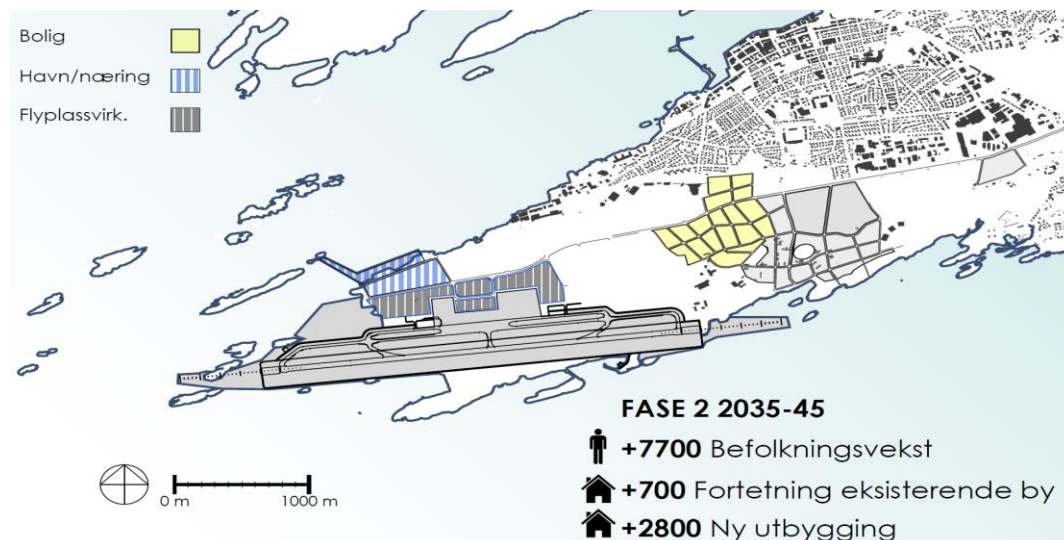 Bolig
Havn/næring
Flyplassvirk.
FASE 2 2035-45
+7700 Befolkningsvekst
+700 Fortetning eksisterende by
+2800 Ny utbygging
0 m 1000 m